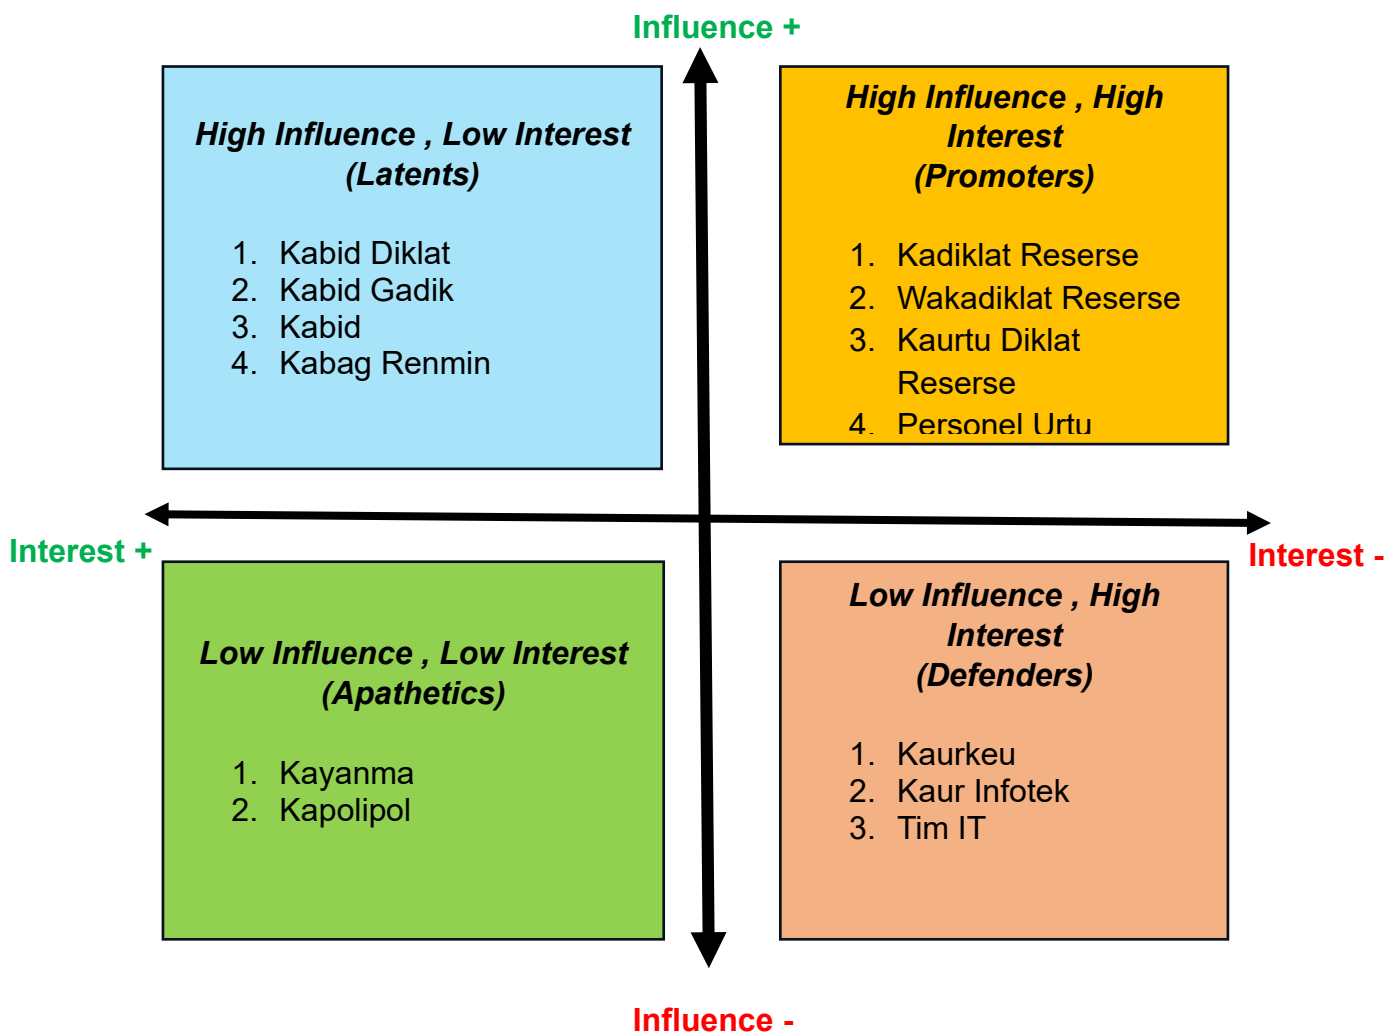 Influence +
High Influence , Low Interest
(Latents)
1. Kabid Diklat
2. Kabid Gadik
3. Kabid
4. Kabag Renmin
High Influence , High
Interest
(Promoters)
1. Kadiklat Reserse
2. Wakadiklat Reserse
3. Kaurtu Diklat
Reserse
4. Personel Urtu
Interest +
Interest -
Low Influence , Low Interest
(Apathetics)
1. Kayanma
2. Kapolipol
Low Influence , High
Interest
(Defenders)
1. Kaurkeu
2. Kaur Infotek
3. Tim IT
Influence -